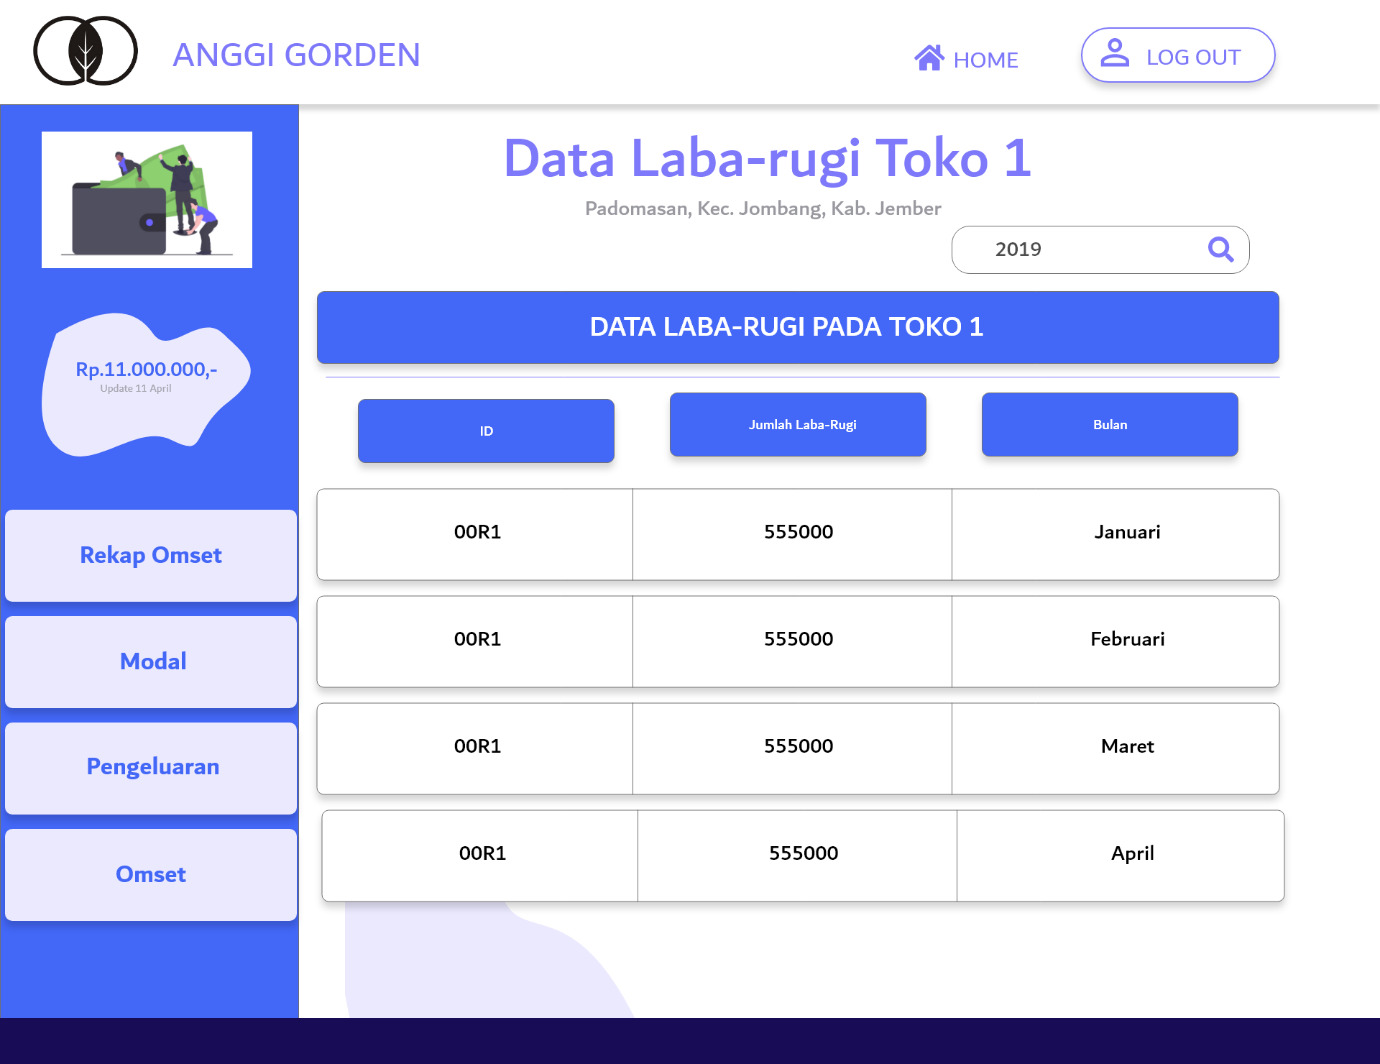 ANGGI GORDEN
HOME
LOG OUT
Data Laba-rugi Toko 1
Padomasan, Kec. Jombang, Kab. Jember
2019
DATA LABA-RUGI PADA TOKO 1
Rp.11.000.000,-
Update 11 April
ID
Jumlah Laba-Rugi
Bulan
00R1
555000
Januari
00R1
555000
Februari
00R1
555000
Maret
00R1
555000
April
Rekap Omset
Modal
Pengeluaran
Omset